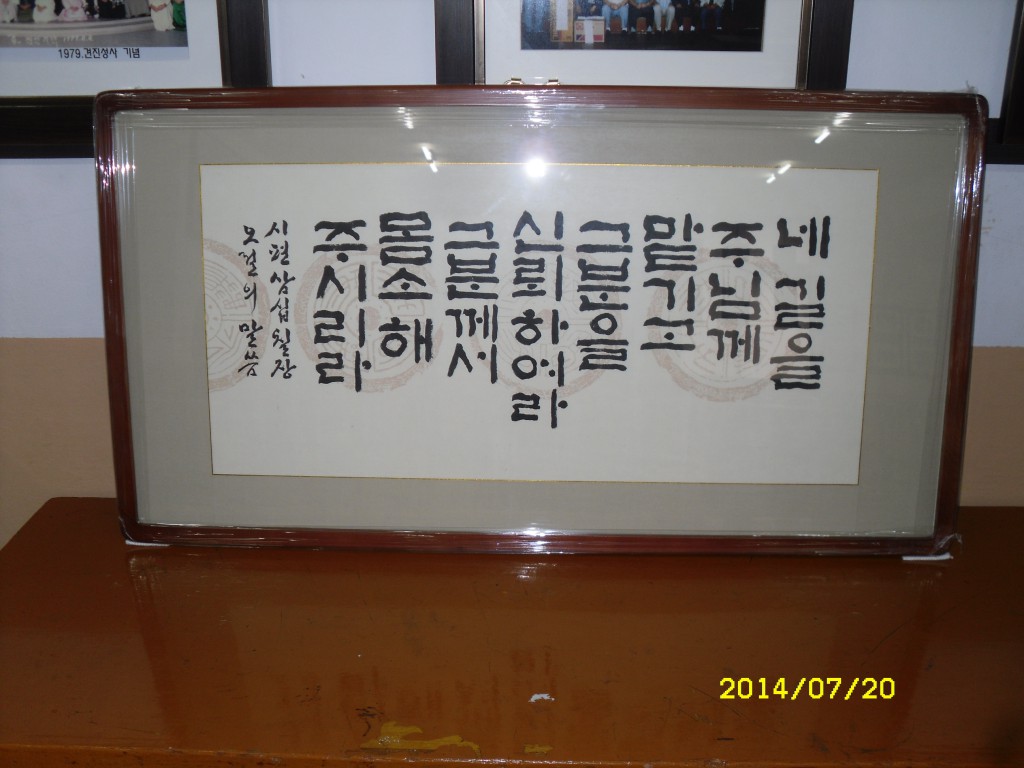 1979.견진성사 기념
네 길을
주님께
맡기고
그분을
신뢰하여라
그분께서
몸소 해
주시리라
시편 삼십칠장
오절의 말씀
2014/07/20